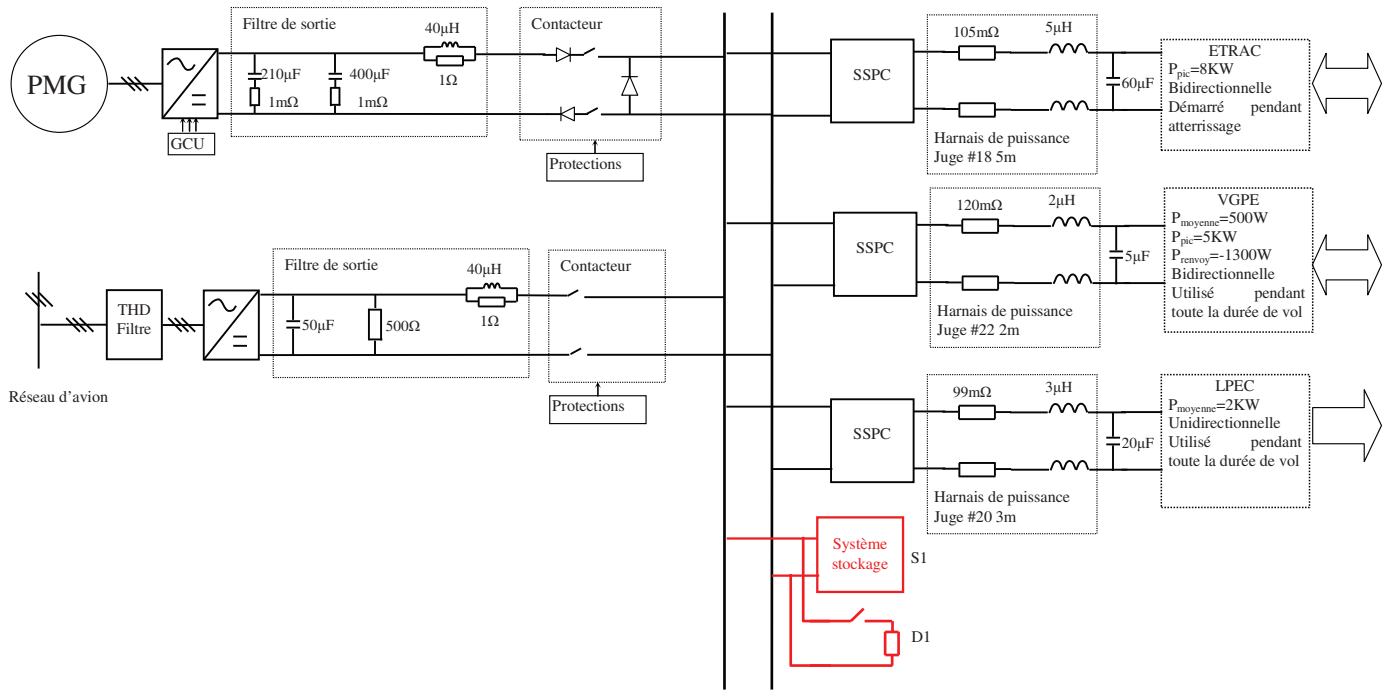 PMG
GCU
Filtre de sortie
210µF
1mΩ
400µF
1mΩ
40µH
1Ω
Contacteur
Protections
SSPC
105mΩ
5µH
60µF
Harnais de puissance
Juge #18 5m
ETRAC
Ppic=8KW
Bidirectionnelle
Démarré pendant
atterrissage
Réseau d'avion
THD
Filtre
Filtre de sortie
50µF
500Ω
40µH
1Ω
Contacteur
Protections
SSPC
120mΩ
2µH
5µF
Harnais de puissance
Juge #22 2m
VGPE
Pmoyenne=500W
Ppic=5KW
Prenvoy=-1300W
Bidirectionnelle
Utilisé pendant
toute la durée de vol
SSPC
99mΩ
3µH
20µF
Harnais de puissance
Juge #20 3m
LPEC
Pmoyenne=2KW
Unidirectionnelle
Utilisé pendant
toute la durée de vol
Système
stockage
S1
D1